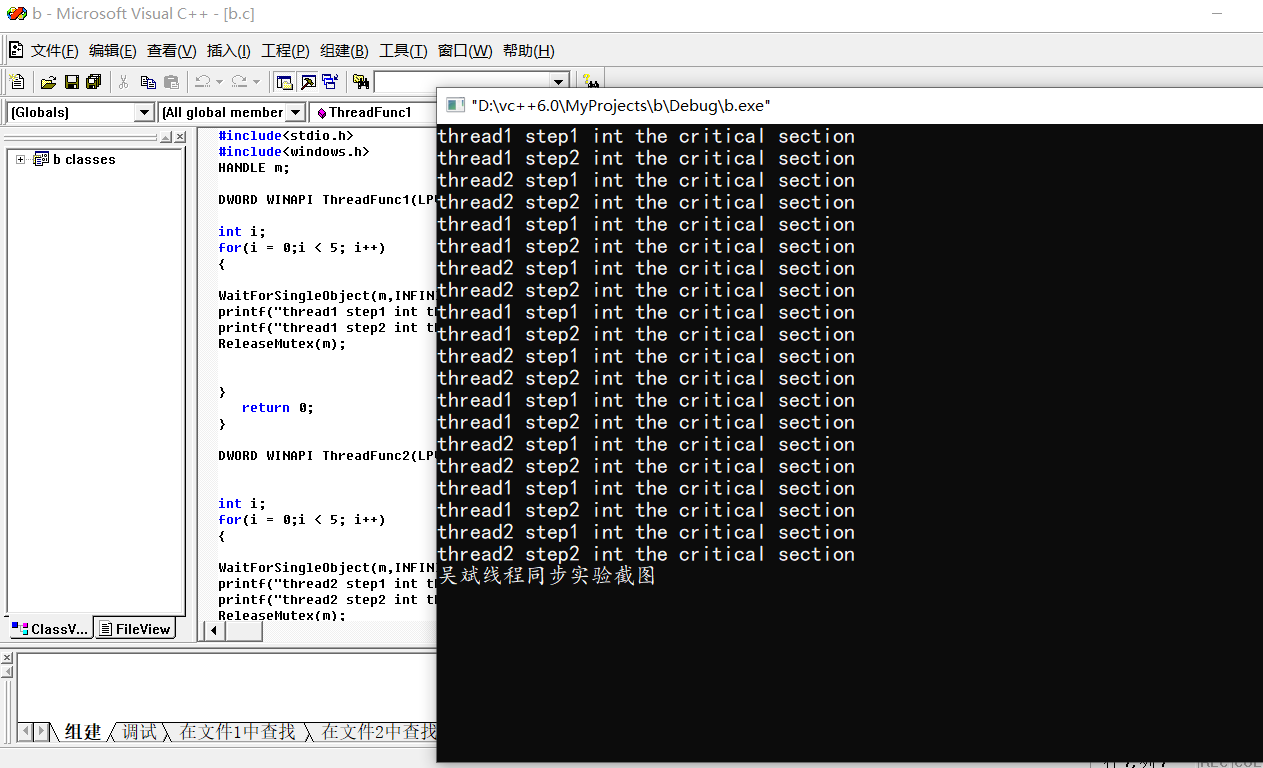 b - Microsoft Visual C++ - [b.c]
文件(F) 编辑(E) 查看(V) 插入(I) 工程(P) 组建(B) 工具(T) 窗口(W) 帮助(H)
(Globals) (All global member ThreadFunc1
b classes
ClassV... FileView
#include<stdio.h>
#include<windows.h>
HANDLE m;
DWORD WINAPI ThreadFunc1(LP
int i;
for(i = 0;i < 5; i++)
{
WaitForSingleObject(m,INFIN
printf("thread1 step1 int t
printf("thread1 step2 int t
ReleaseMutex(m);
}
return 0;
}
DWORD WINAPI ThreadFunc2(LP
int i;
for(i = 0;i < 5; i++)
{
WaitForSingleObject(m,INFIN
printf("thread2 step1 int t
printf("thread2 step2 int t
ReleaseMutex(m);
"D:\vc++6.0\MyProjects\b\Debug\b.exe"
thread1 step1 int the critical section
thread1 step2 int the critical section
thread2 step1 int the critical section
thread2 step2 int the critical section
thread1 step1 int the critical section
thread1 step2 int the critical section
thread2 step1 int the critical section
thread2 step2 int the critical section
thread1 step1 int the critical section
thread1 step2 int the critical section
thread2 step1 int the critical section
thread2 step2 int the critical section
thread1 step1 int the critical section
thread1 step2 int the critical section
thread2 step1 int the critical section
thread2 step2 int the critical section
thread1 step1 int the critical section
thread1 step2 int the critical section
thread2 step1 int the critical section
thread2 step2 int the critical section
吴斌线程同步实验截图
组建 调试 在文件1中查找 在文件2中查找